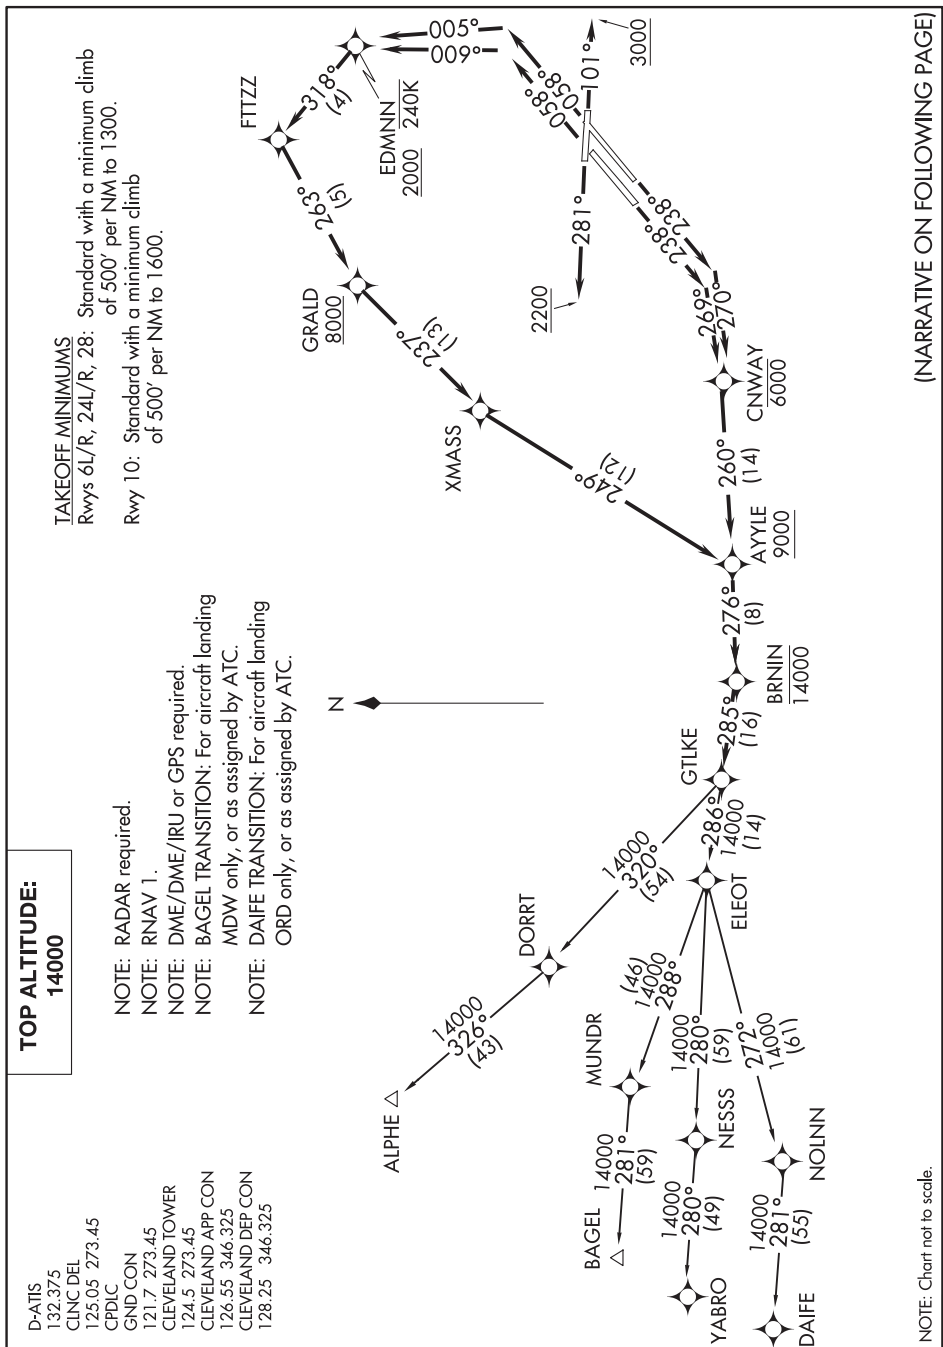 TOP ALTITUDE:
14000
D-ATIS
132.375
CLNC DEL
125.05 273.45
CPDLC
GND CON
121.7 273.45
CLEVELAND TOWER
124.5 273.45
CLEVELAND APP CON
126.55 346.325
CLEVELAND DEP CON
128.25 346.325
NOTE: RADAR required.
NOTE: RNAV 1.
NOTE: DME/DME/IRU or GPS required.
NOTE: BAGEL TRANSITION: For aircraft landing
MDW only, or as assigned by ATC.
NOTE: DAIFE TRANSITION: For aircraft landing
ORD only, or as assigned by ATC.
TAKEOFF MINIMUMS
Rwys 6L/R, 24L/R, 28: Standard with a minimum climb
of 500' per NM to 1300.
Rwy 10: Standard with a minimum climb
of 500' per NM to 1600.
N
FTTZZ
318°
(4)
EDMNN
2000 240K
005°
009°
058°
058°
101°
3000
263°
(5)
GRALD
8000
237°
(13)
XMASS
249°
(12)
281°
2200
238°
238°
269°
270°
CNWAY
6000
260°
(14)
AYYLE
9000
276°
(8)
BRNIN
14000
285°
(16)
GTLKE
14000
320°
(54)
DORRT
14000
326°
(43)
ALPHE
286°
14000
(14)
ELEOT
(46)
14000
288°
MUNDR
14000
281°
(59)
BAGEL
14000
280°
(59)
NESSS
14000
280°
(49)
YABRO
272°
14000
(61)
NOLNN
14000
281°
(55)
DAIFE
NOTE: Chart not to scale.
(NARRATIVE ON FOLLOWING PAGE)